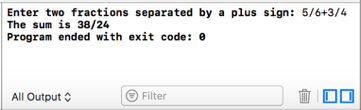 Enter two fractions separated by a plus sign: 5/6+3/4
The sum is 38/24
Program ended with exit code: 0
All Output Filter